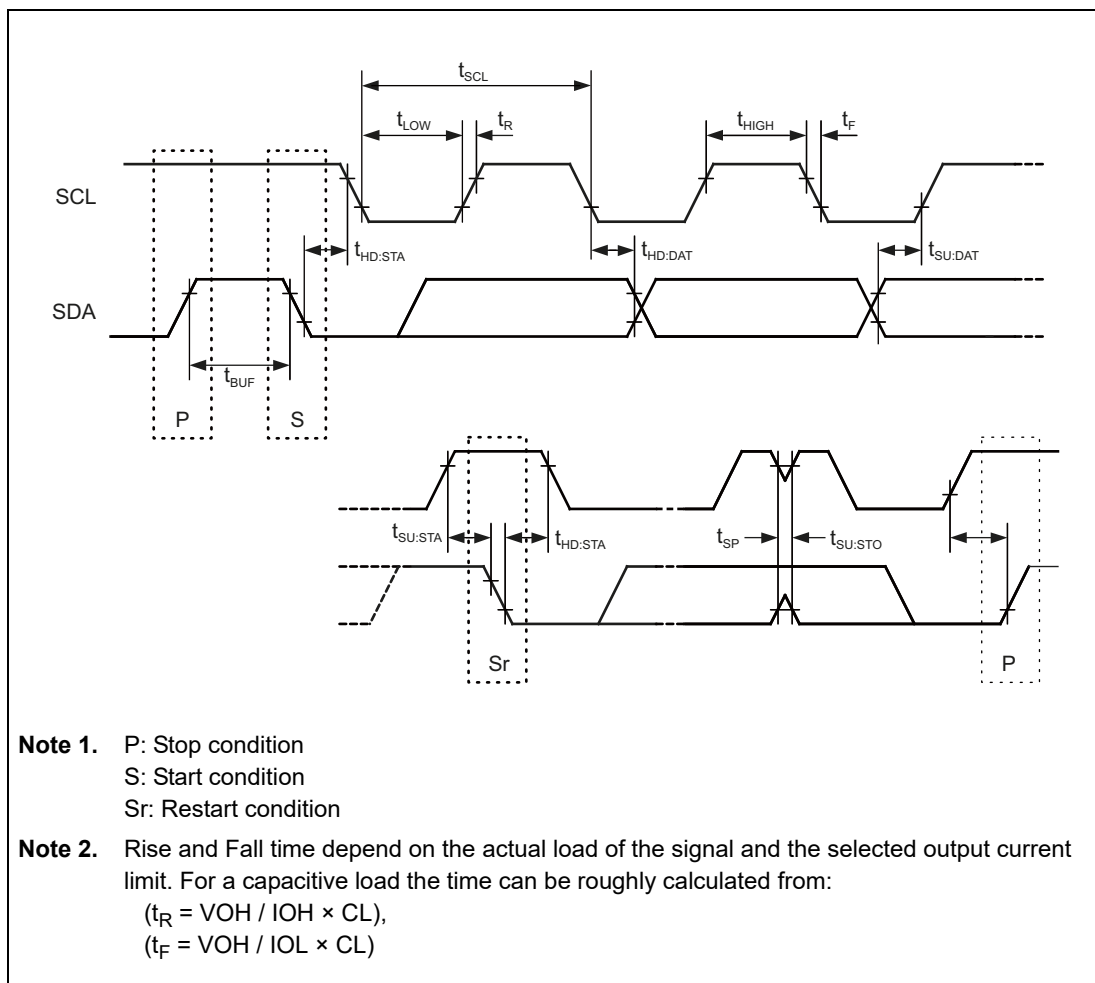 tSCL
tLOW
tR
tHIGH
tF
SCL
tHD:STA
tHD:DAT
tSU:DAT
SDA
tBUF
P
S
tSU:STA
tHD:STA
tSP
tSU:STO
Sr
P
Note 1. P: Stop condition
S: Start condition
Sr: Restart condition
Note 2. Rise and Fall time depend on the actual load of the signal and the selected output current
limit. For a capacitive load the time can be roughly calculated from:
(tR = VOH / IOH × CL),
(tF = VOH / IOL × CL)